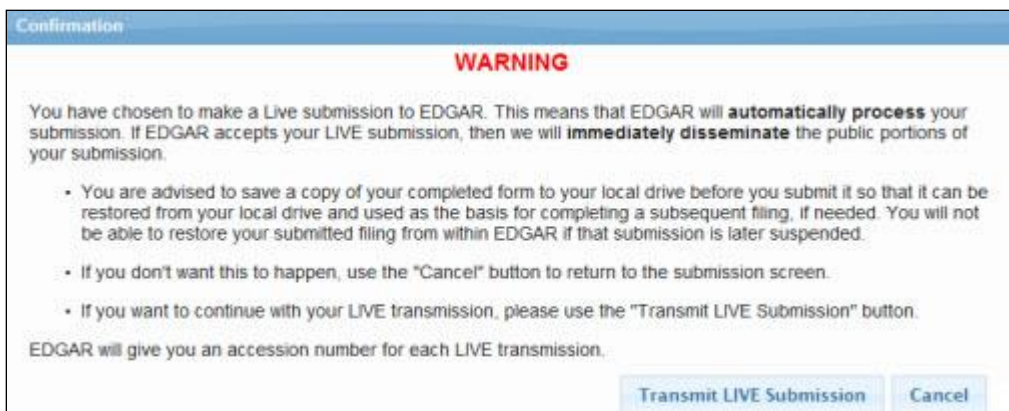 Confirmation
WARNING
You have chosen to make a Live submission to EDGAR. This means that EDGAR will automatically process your
submission. If EDGAR accepts your LIVE submission, then we will immediately disseminate the public portions of
your submission.
• You are advised to save a copy of your completed form to your local drive before you submit it so that it can be
restored from your local drive and used as the basis for completing a subsequent filing, if needed. You will not
be able to restore your submitted filing from within EDGAR if that submission is later suspended.
• If you don't want this to happen, use the "Cancel" button to return to the submission screen.
• If you want to continue with your LIVE transmission, please use the "Transmit LIVE Submission" button.
EDGAR will give you an accession number for each LIVE transmission.
Transmit LIVE Submission Cancel